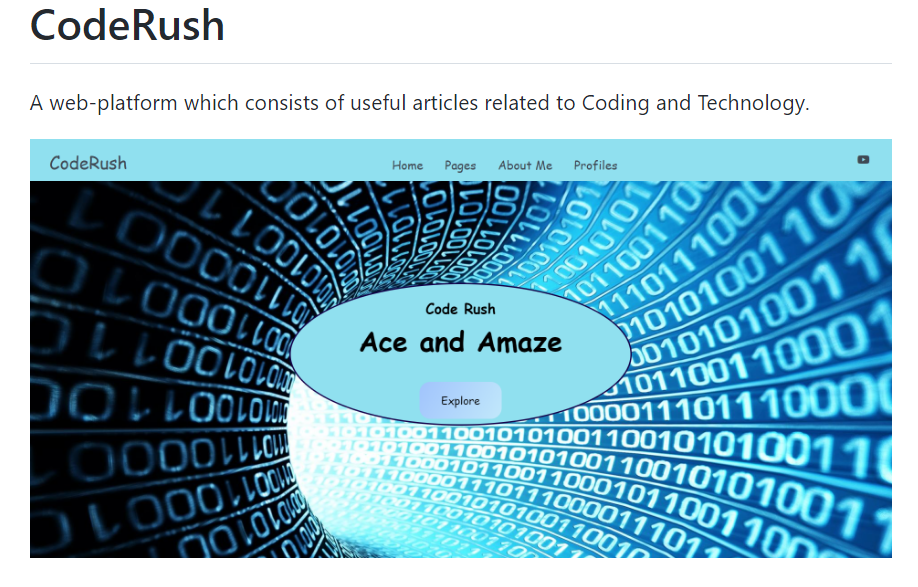 CodeRush
A web-platform which consists of useful articles related to Coding and Technology.
CodeRush
Home Pages About Me Profiles
Code Rush
Ace and Amaze
Explore